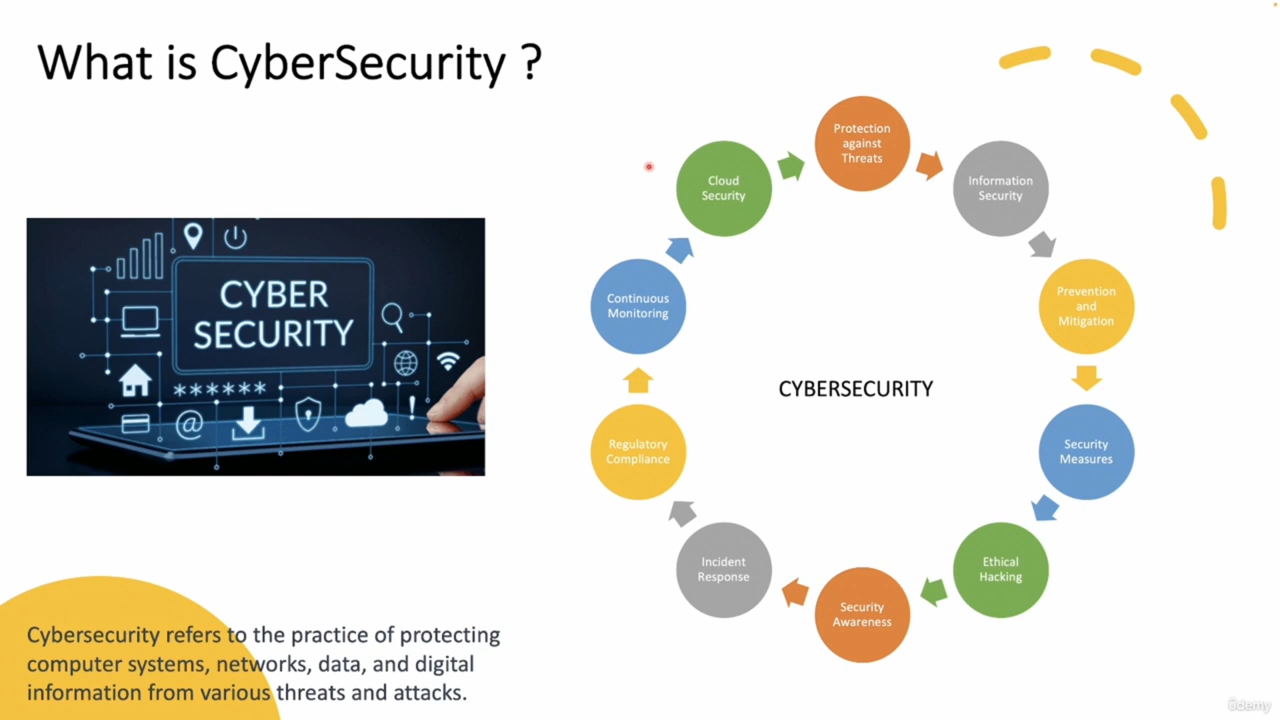 What is CyberSecurity ?
CYBER
SECURITY
******
@
!
Cybersecurity refers to the practice of protecting
computer systems, networks, data, and digital
information from various threats and attacks.
Protection
against
Threats
Information
Security
Prevention
and
Mitigation
Security
Measures
Ethical
Hacking
Security
Awareness
Incident
Response
Regulatory
Compliance
Continuous
Monitoring
Cloud
Security
CYBERSECURITY
ûdemy